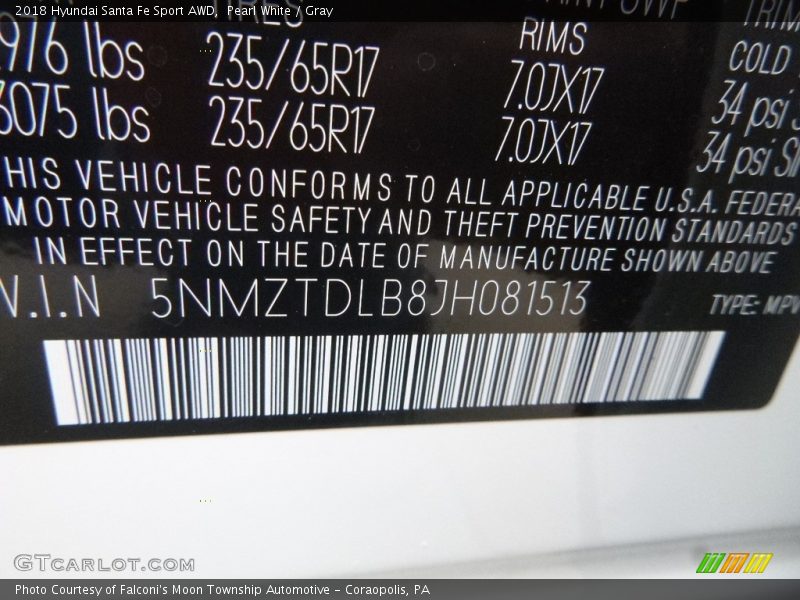 2018 Hyundai Santa Fe Sport AWD,  Pearl White / Gray
TIRES
RIMS
COLD
976 lbs 235/65R17 7.0JX17 34 psi
3075 lbs 235/65R17 7.0JX17 34 psi
HIS VEHICLE CONFORMS TO ALL APPLICABLE U.S.A. FEDERA
MOTOR VEHICLE SAFETY AND THEFT PREVENTION STANDARDS
IN EFFECT ON THE DATE OF MANUFACTURE SHOWN ABOVE
V.I.N 5NMZTDLB8JH081513 TYPE: MPV
GTCARLOT.COM
Photo Courtesy of Falconi's Moon Township Automotive - Coraopolis, PA